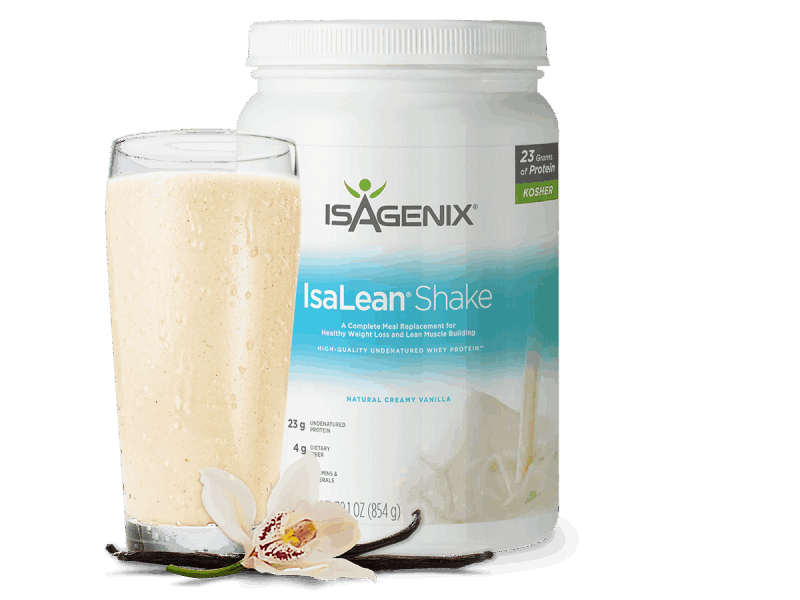 23 Grams
of Protein
KOSHER
ISAGENIX®
IsaLean® Shake
A Complete Meal Replacement for
Healthy Weight Loss and Lean Muscle Building
HIGH-QUALITY UNDENATURED WHEY PROTEIN™
NATURAL CREAMY VANILLA
23 g UNDENATURED
PROTEIN
4 g DIETARY
OZ (854 g)